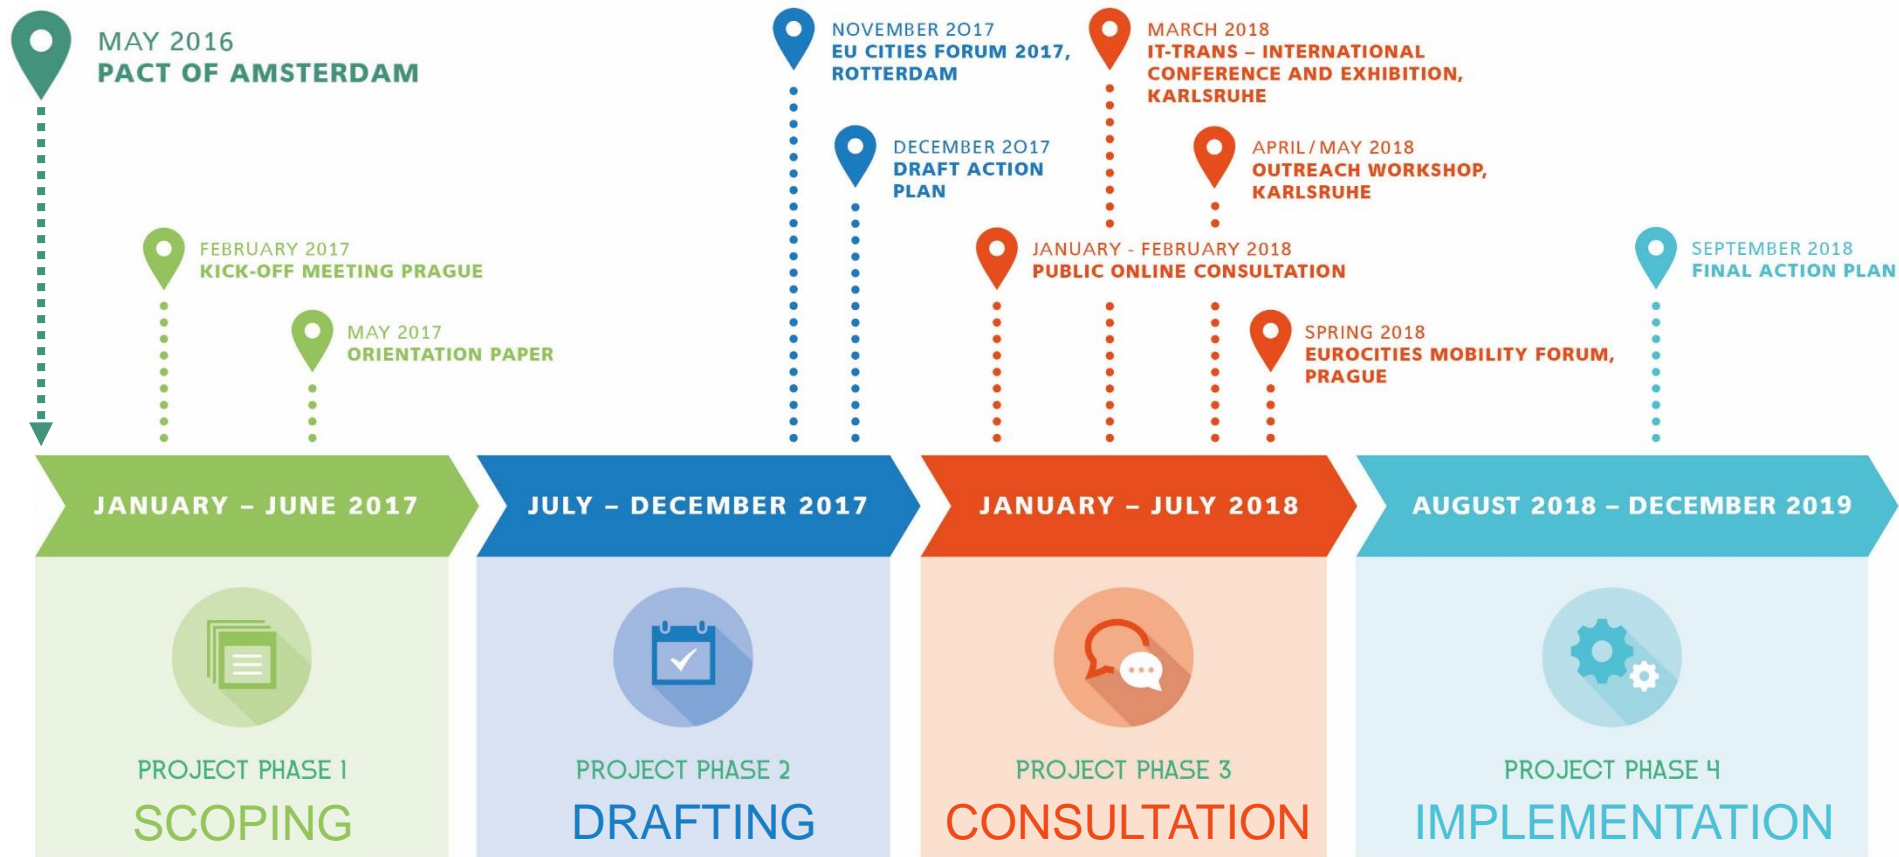 MAY 2016
PACT OF AMSTERDAM
NOVEMBER 2017
EU CITIES FORUM 2017,
ROTTERDAM
MARCH 2018
IT-TRANS – INTERNATIONAL
CONFERENCE AND EXHIBITION,
KARLSRUHE
DECEMBER 2017
DRAFT ACTION
PLAN
APRIL / MAY 2018
OUTREACH WORKSHOP,
KARLSRUHE
FEBRUARY 2017
KICK-OFF MEETING PRAGUE
JANUARY - FEBRUARY 2018
PUBLIC ONLINE CONSULTATION
SEPTEMBER 2018
FINAL ACTION PLAN
MAY 2017
ORIENTATION PAPER
SPRING 2018
EUROCITIES MOBILITY FORUM,
PRAGUE
JANUARY – JUNE 2017
JULY – DECEMBER 2017
JANUARY – JULY 2018
AUGUST 2018 – DECEMBER 2019
PROJECT PHASE 1
SCOPING
PROJECT PHASE 2
DRAFTING
PROJECT PHASE 3
CONSULTATION
PROJECT PHASE 4
IMPLEMENTATION